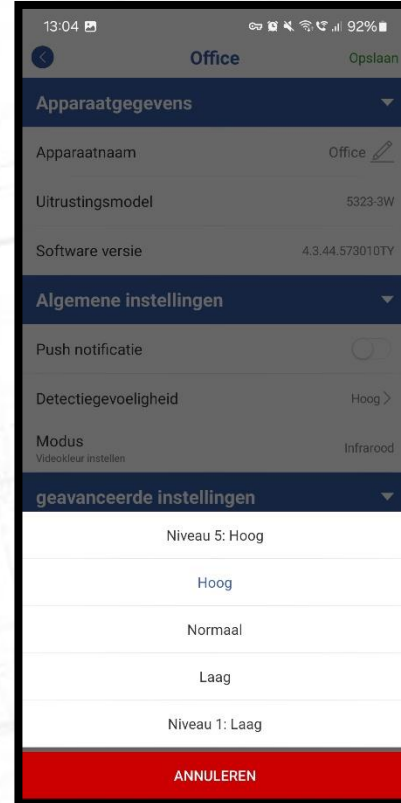 13:04 92%
Office Opslaan
Apparaatgegevens
Apparaatnaam Office
Uitrustingsmodel 5323-3W
Software versie 4.3.44.573010TY
Algemene instellingen
Push notificatie
Detectiegevoeligheid Hoog
Modus
Videokleur instellen
Infrarood
geavanceerde instellingen
Niveau 5: Hoog
Hoog
Normaal
Laag
Niveau 1: Laag
ANNULEREN